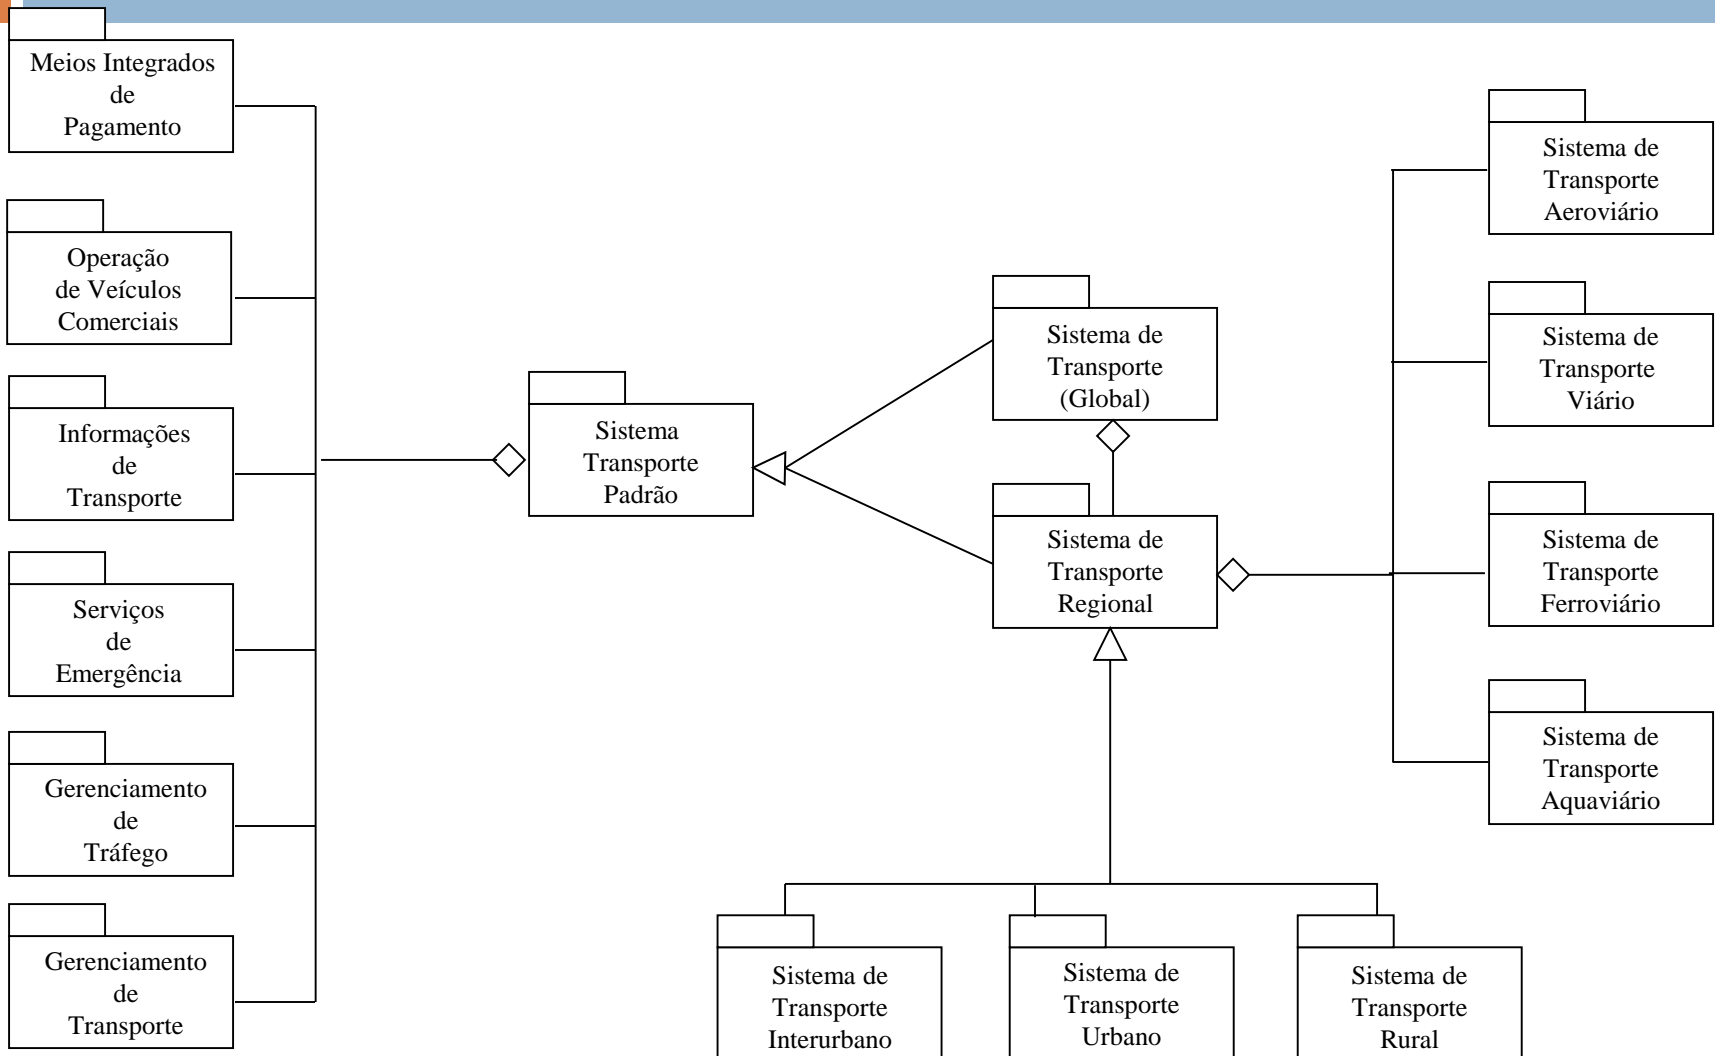 Meios Integrados
de
Pagamento
Operação
de Veículos
Comerciais
Informações
de
Transporte
Serviços
de
Emergência
Gerenciamento
de
Tráfego
Gerenciamento
de
Transporte
Sistema
Transporte
Padrão
Sistema de
Transporte
(Global)
Sistema de
Transporte
Regional
Sistema de
Transporte
Aeroviário
Sistema de
Transporte
Viário
Sistema de
Transporte
Ferroviário
Sistema de
Transporte
Aquaviário
Sistema de
Transporte
Interurbano
Sistema de
Transporte
Urbano
Sistema de
Transporte
Rural